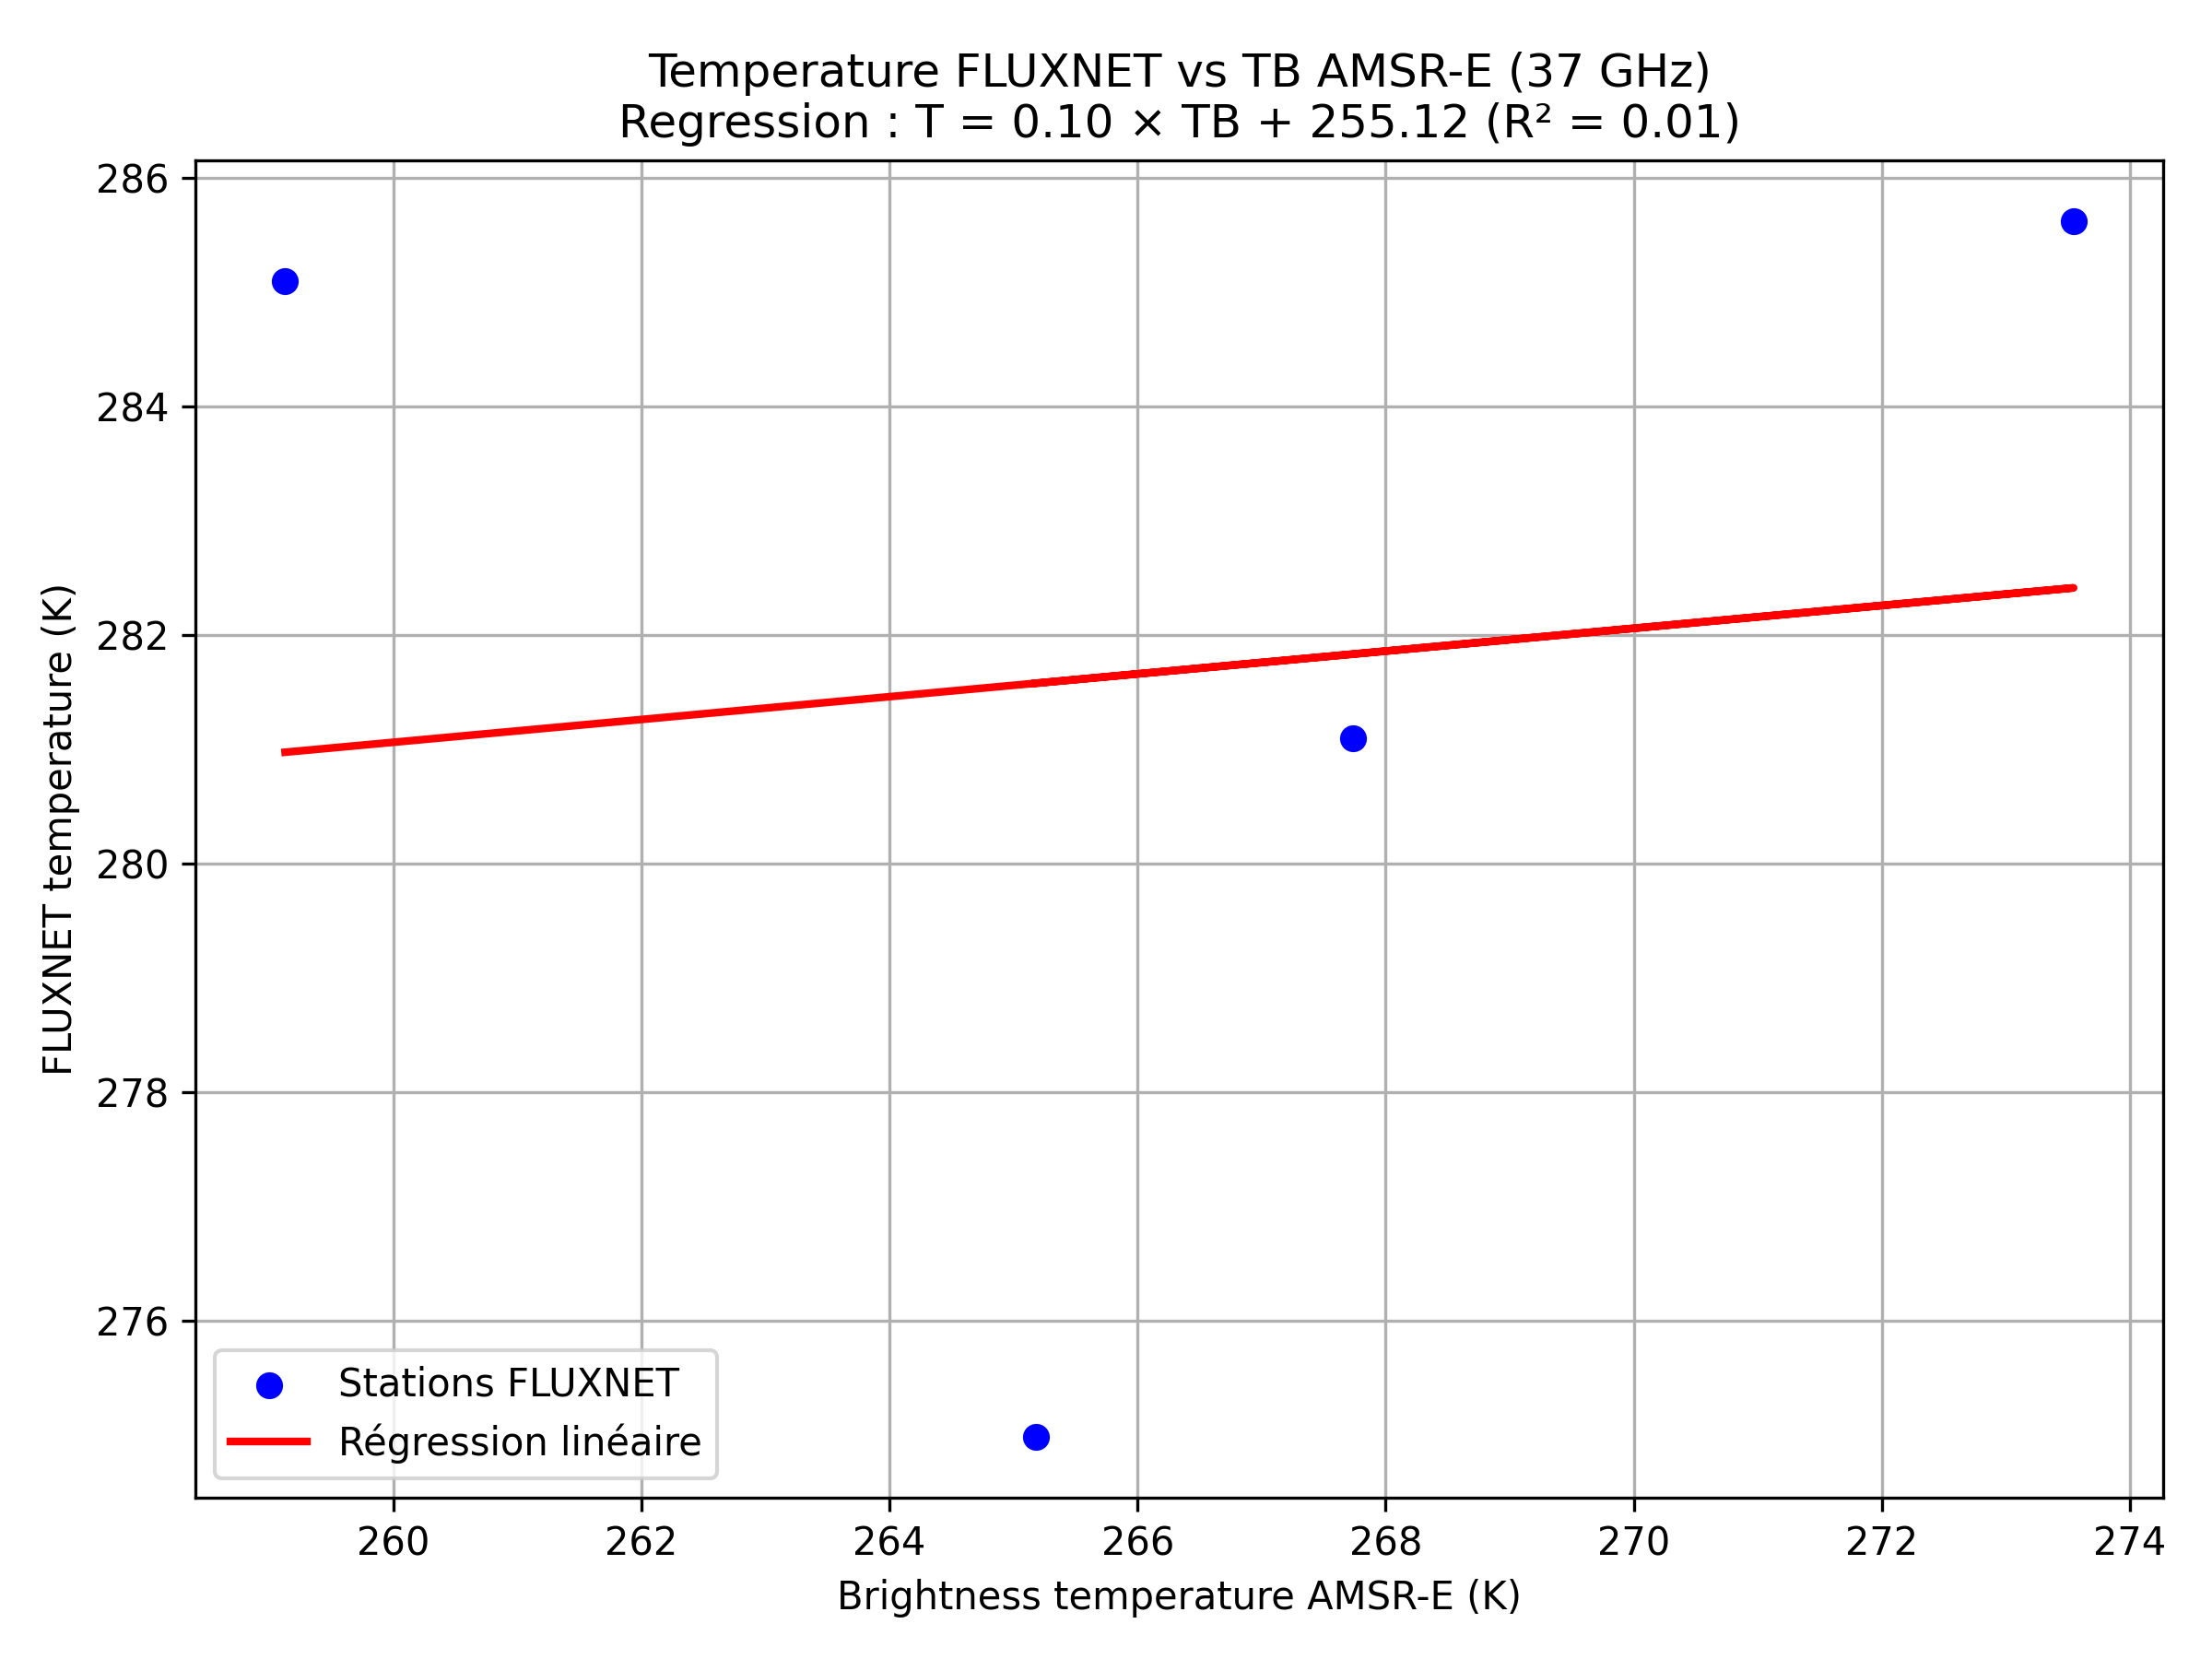 Temperature FLUXNET vs TB AMSR-E (37 GHz)
Regression : T = 0.10 × TB + 255.12 (R² = 0.01)
286
284
282
280
278
276
FLUXNET temperature (K)
Stations FLUXNET
Régression linéaire
260 262 264 266 268 270 272 274
Brightness temperature AMSR-E (K)